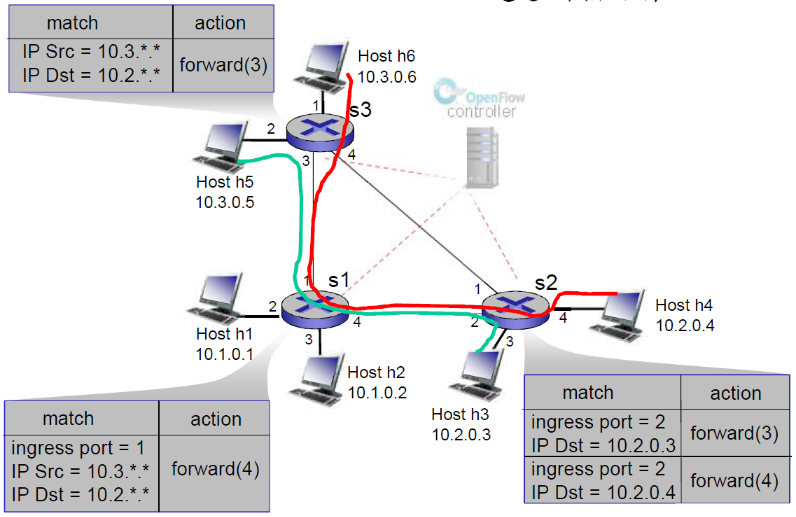 match action
IP Src = 10.3.*.*
IP Dst = 10.2.*.*
forward(3)
Host h6
10.3.0.6
OpenFlow
controller
1
s3
2
3
4
Host h5
10.3.0.5
1
s1
2
4
3
Host h1
10.1.0.1
Host h2
10.1.0.2
1
s2
2
4
3
Host h4
10.2.0.4
Host h3
10.2.0.3
match action
ingress port = 1
IP Src = 10.3.*.*
IP Dst = 10.2.*.*
forward(4)
match action
ingress port = 2
IP Dst = 10.2.0.3
forward(3)
ingress port = 2
IP Dst = 10.2.0.4
forward(4)